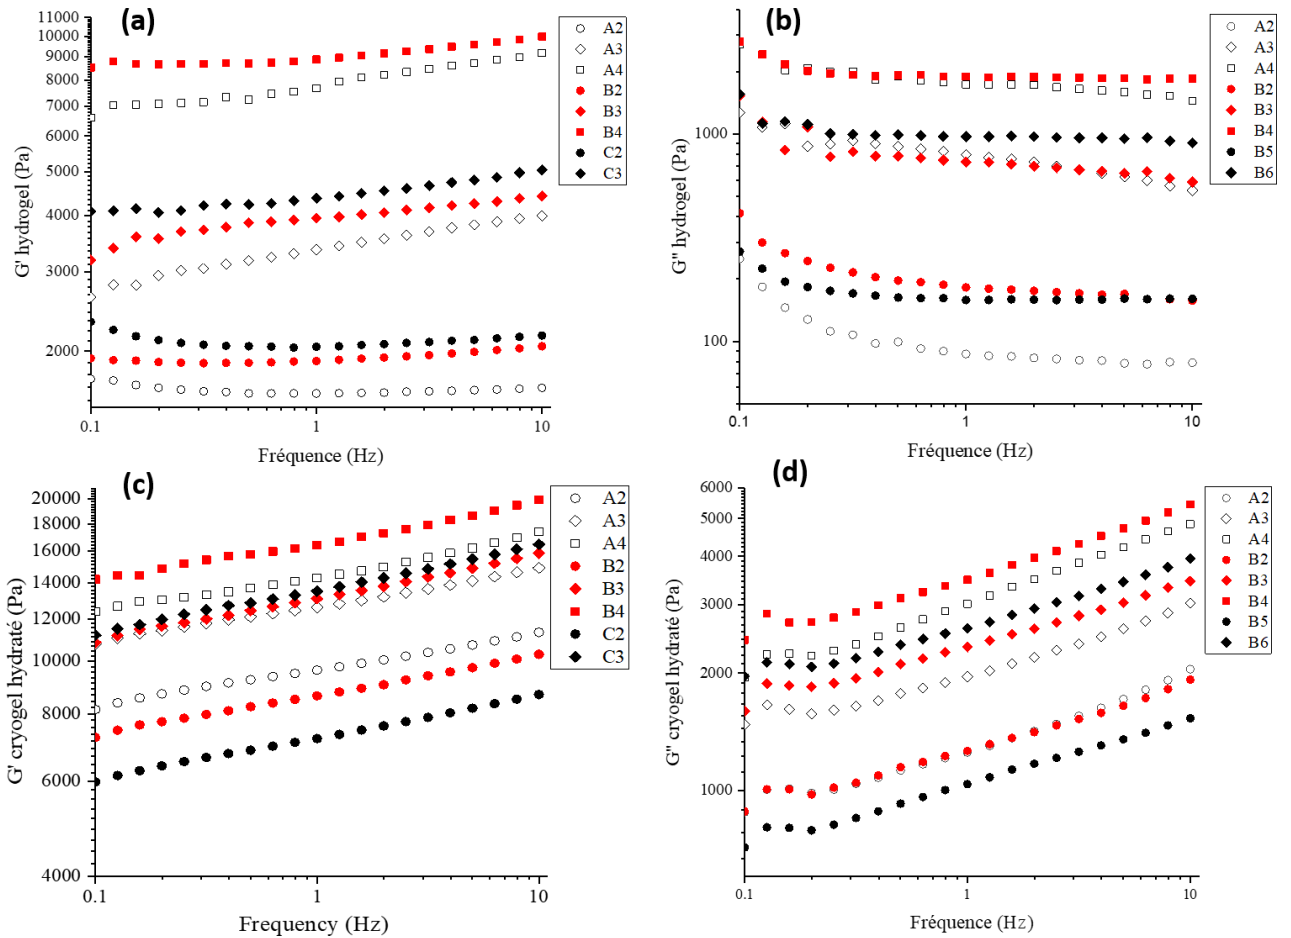 (a)
11000
10000
9000
8000
7000
6000
5000
4000
3000
2000
G' hydrogel (Pa)
0.1
1
10
Fréquence (Hz)
A2
A3
A4
B2
B3
B4
C2
C3
(b)
1000
100
G'' hydrogel (Pa)
0.1
1
10
Fréquence (Hz)
A2
A3
A4
B2
B3
B4
B5
B6
(c)
20000
18000
16000
14000
12000
10000
8000
6000
4000
G' cryogel hydraté (Pa)
0.1
1
10
Frequency (Hz)
A2
A3
A4
B2
B3
B4
C2
C3
(d)
6000
5000
4000
3000
2000
1000
G'' cryogel hydraté (Pa)
0.1
1
10
Fréquence (Hz)
A2
A3
A4
B2
B3
B4
B5
B6